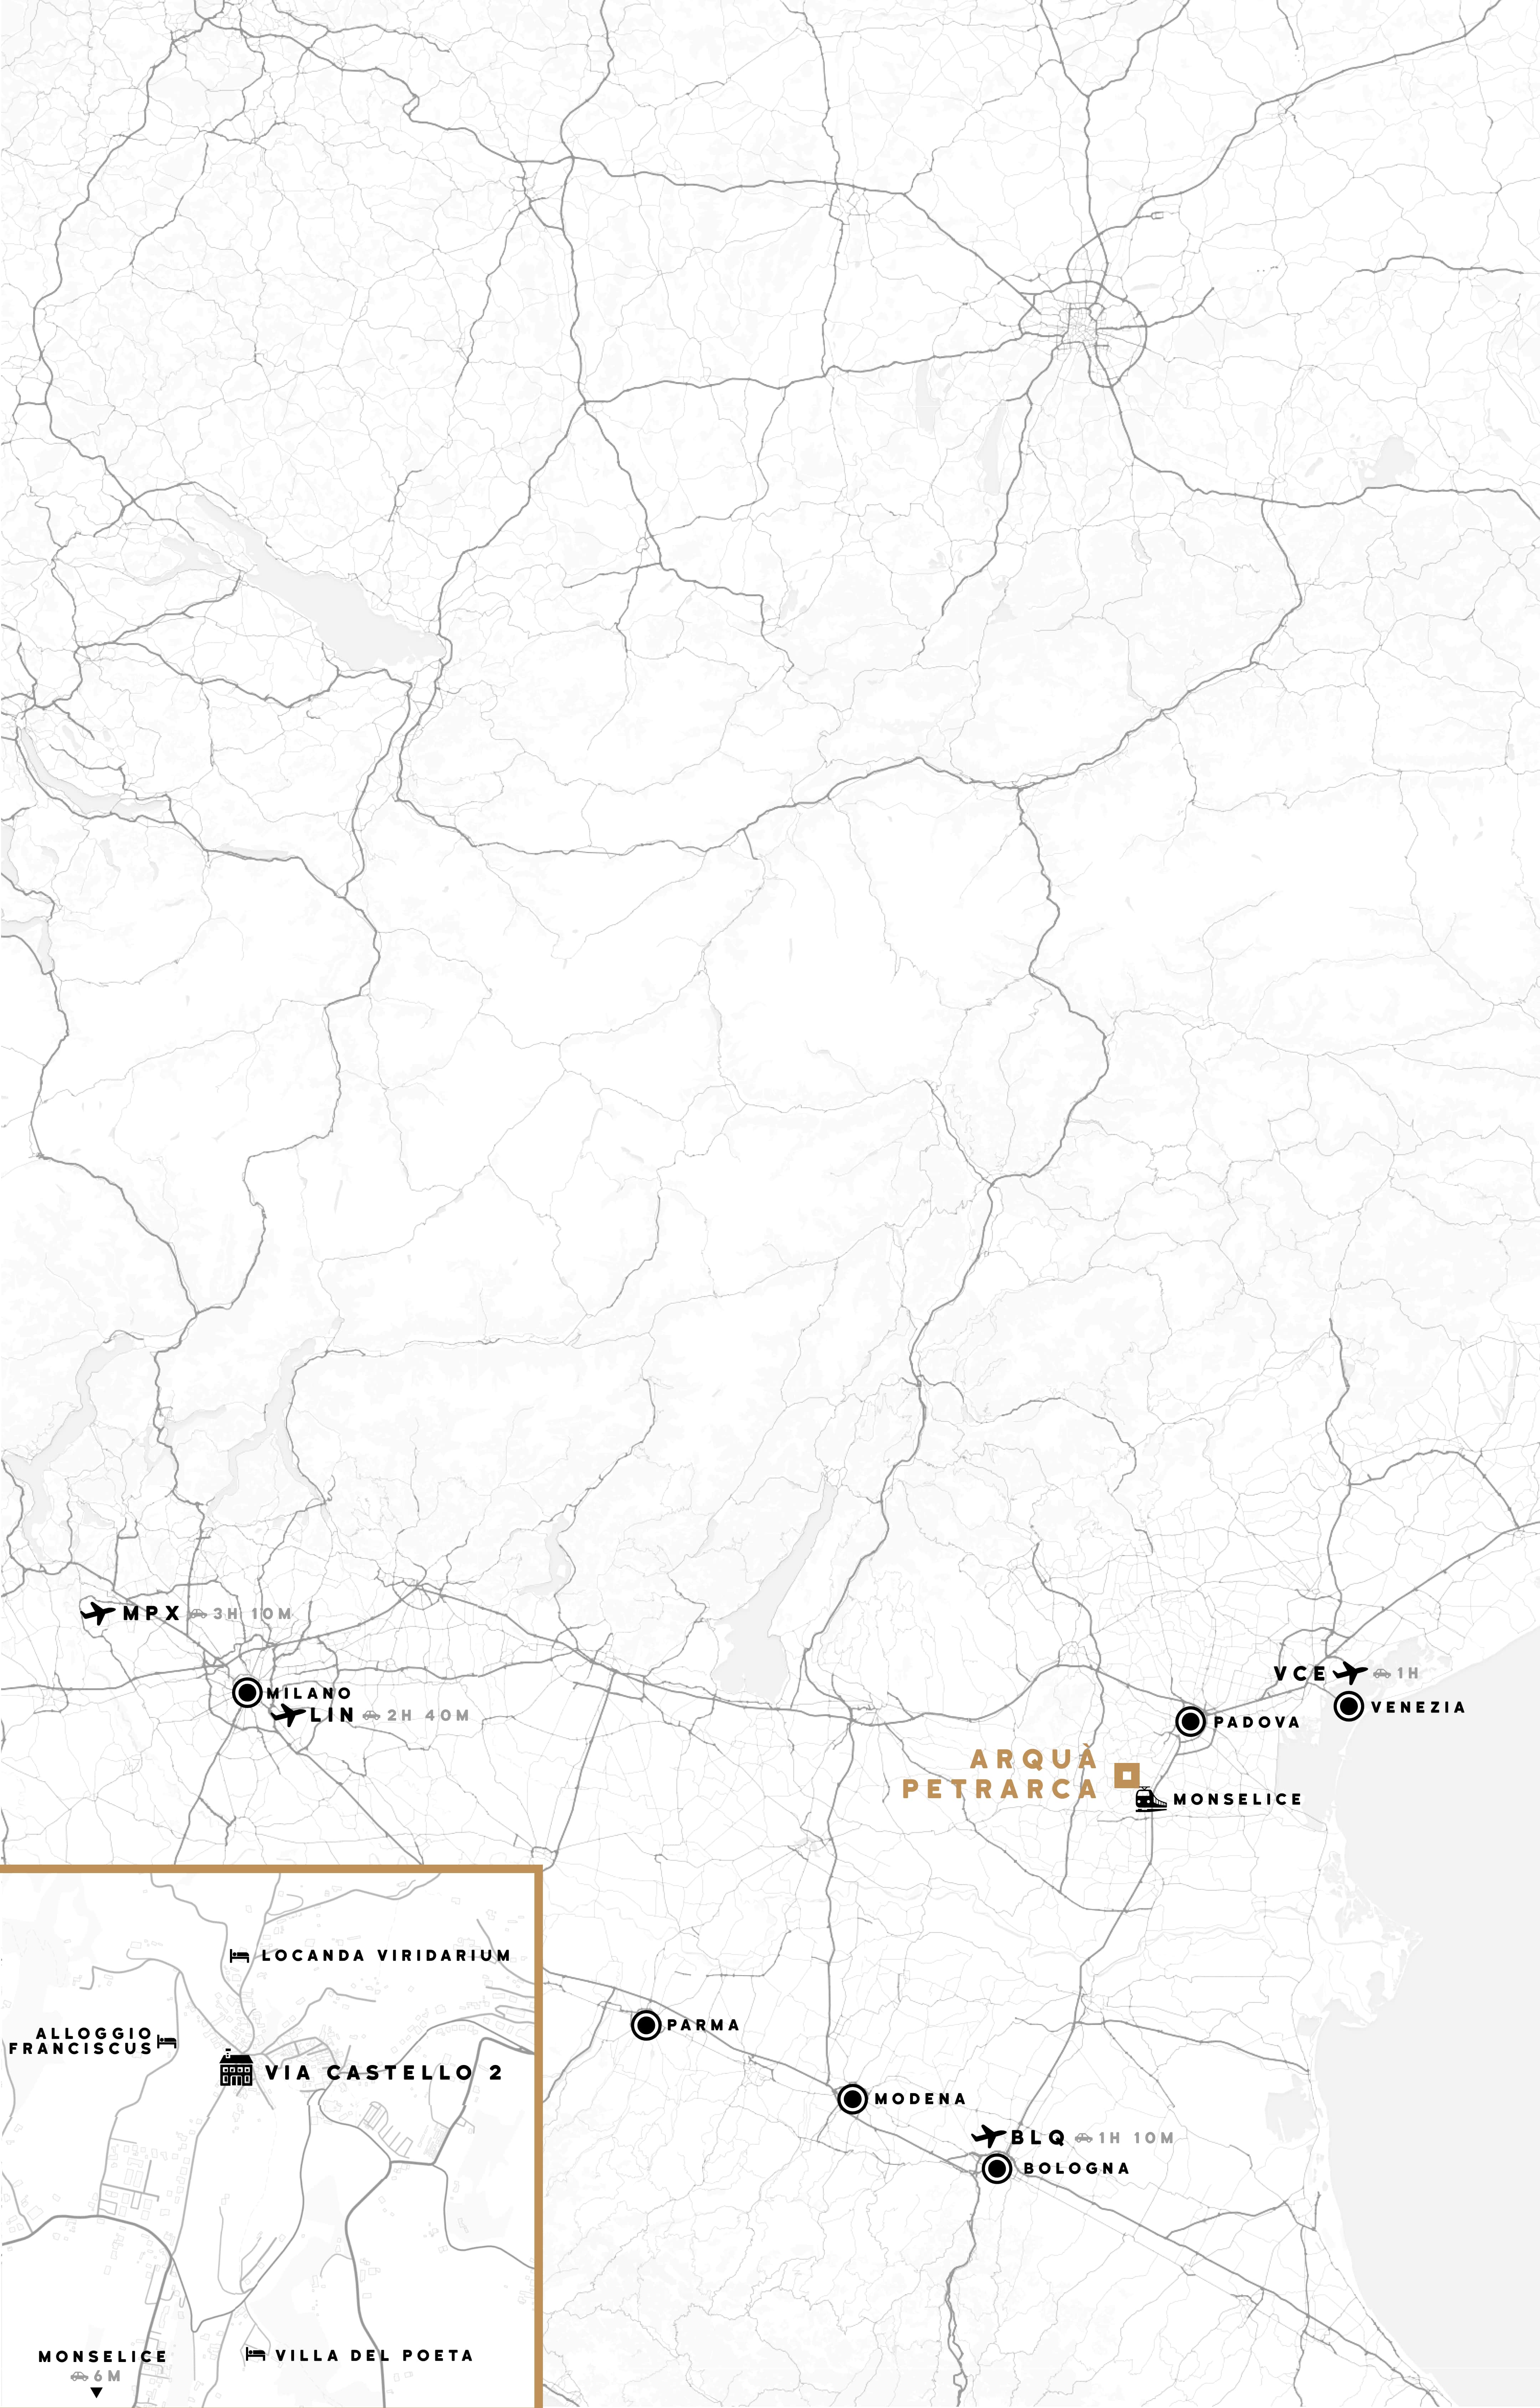 MPX 3H 10M
MILANO
LIN 2H 40M
VCE 1H
VENEZIA
PADOVA
ARQUÀ
PETRARCA
MONSELICE
LOCANDA VIRIDARIUM
ALLOGGIO
FRANCISCUS
VIA CASTELLO 2
PARMA
MODENA
BLQ 1H 10M
BOLOGNA
MONSELICE
6M
VILLA DEL POETA